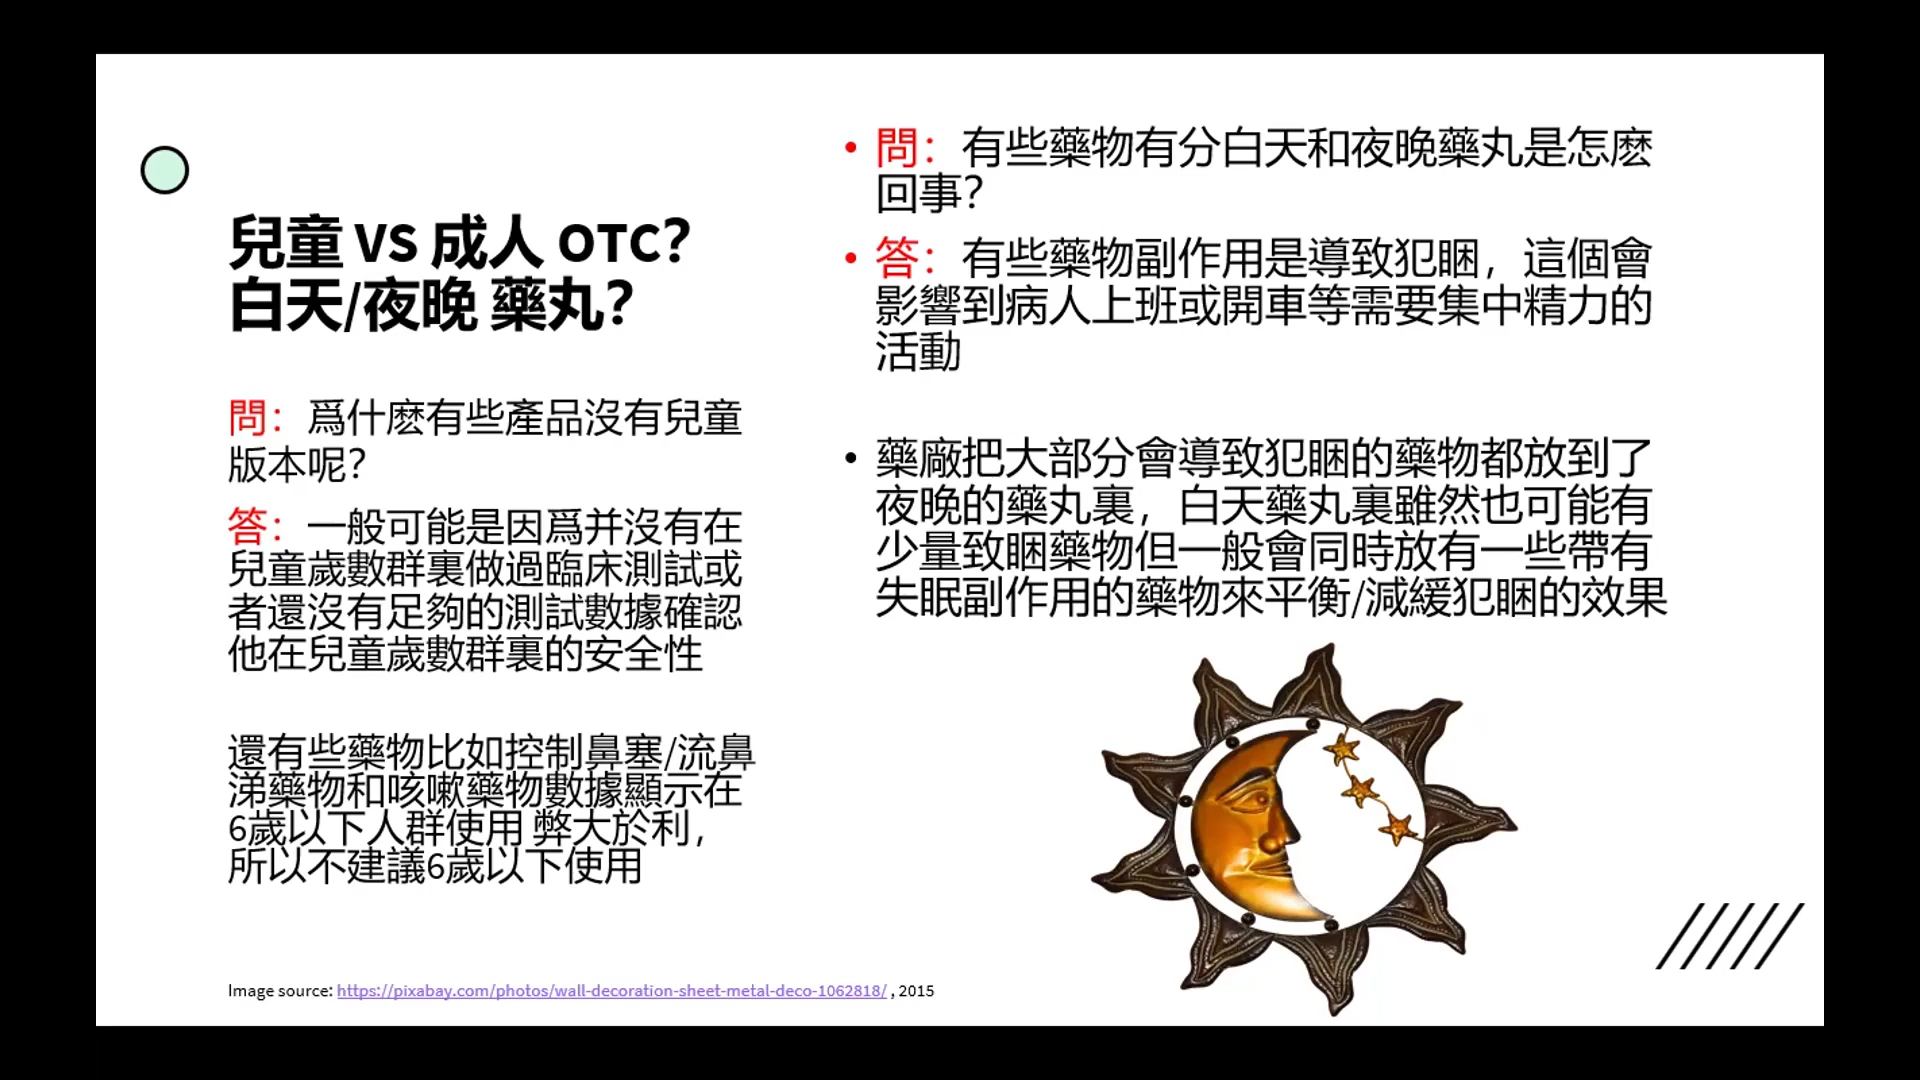 兒童 VS 成人 OTC?
白天/夜晚 藥丸?
問：爲什麽有些產品沒有兒童
版本呢?
答：一般可能是因爲并沒有在
兒童歲數群裏做過臨床測試或
者還沒有足夠的測試數據確認
他在兒童歲數群裏的安全性
還有些藥物比如控制鼻塞/流鼻
涕藥物和咳嗽藥物數據顯示在
6歲以下人群使用 弊大於利，
所以不建議6歲以下使用
• 問：有些藥物有分白天和夜晚藥丸是怎麽
回事?
• 答：有些藥物副作用是導致犯睏，這個會
影響到病人上班或開車等需要集中精力的
活動
• 藥廠把大部分會導致犯睏的藥物都放到了
夜晚的藥丸裏，白天藥丸裏雖然也可能有
少量致睏藥物但一般會同時放有一些帶有
失眠副作用的藥物來平衡/減緩犯睏的效果
Image source: https://pixabay.com/photos/wall-decoration-sheet-metal-deco-1062818/ , 2015